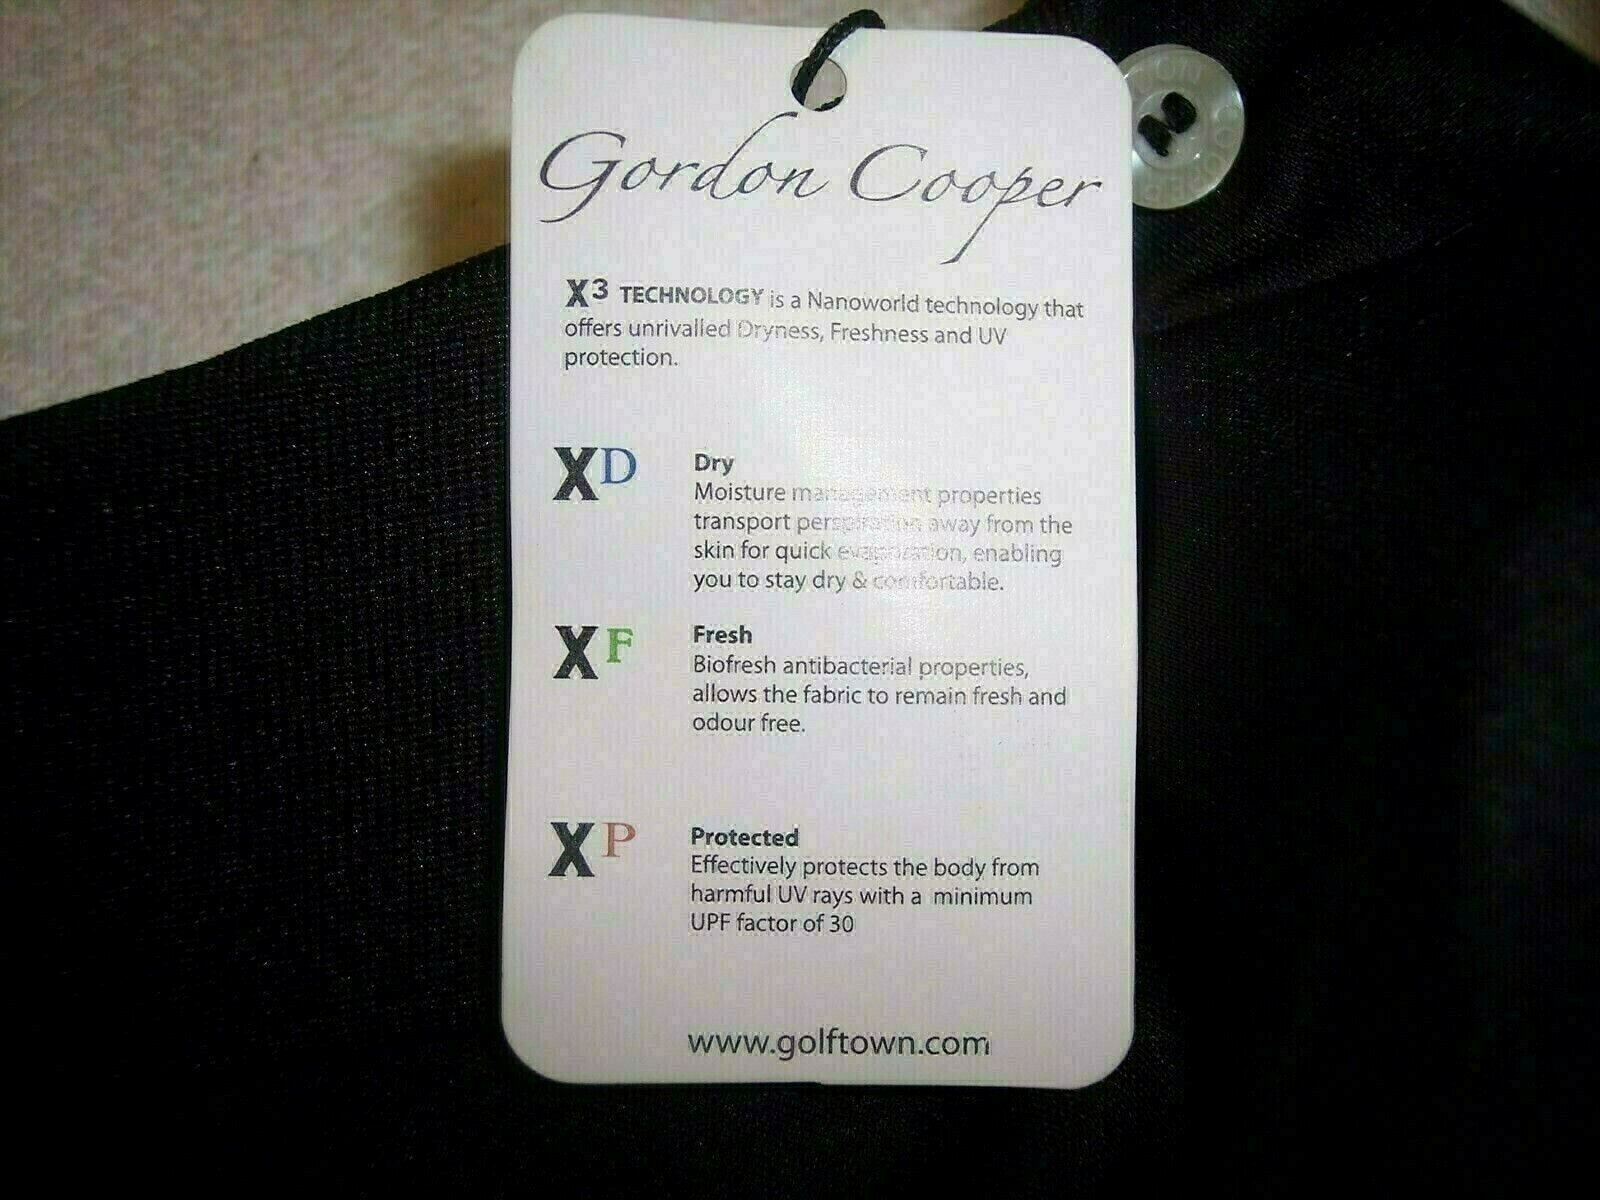 Gordon Cooper
X3 TECHNOLOGY is a Nanoworld technology that
offers unrivalled Dryness, Freshness and UV
protection.
XD
Dry
Moisture management properties
transport perspiration away from the
skin for quick evaporation, enabling
you to stay dry & comfortable.
XF
Fresh
Biofresh antibacterial properties,
allows the fabric to remain fresh and
odour free.
XP
Protected
Effectively protects the body from
harmful UV rays with a minimum
UPF factor of 30
www.golftown.com
COOPER